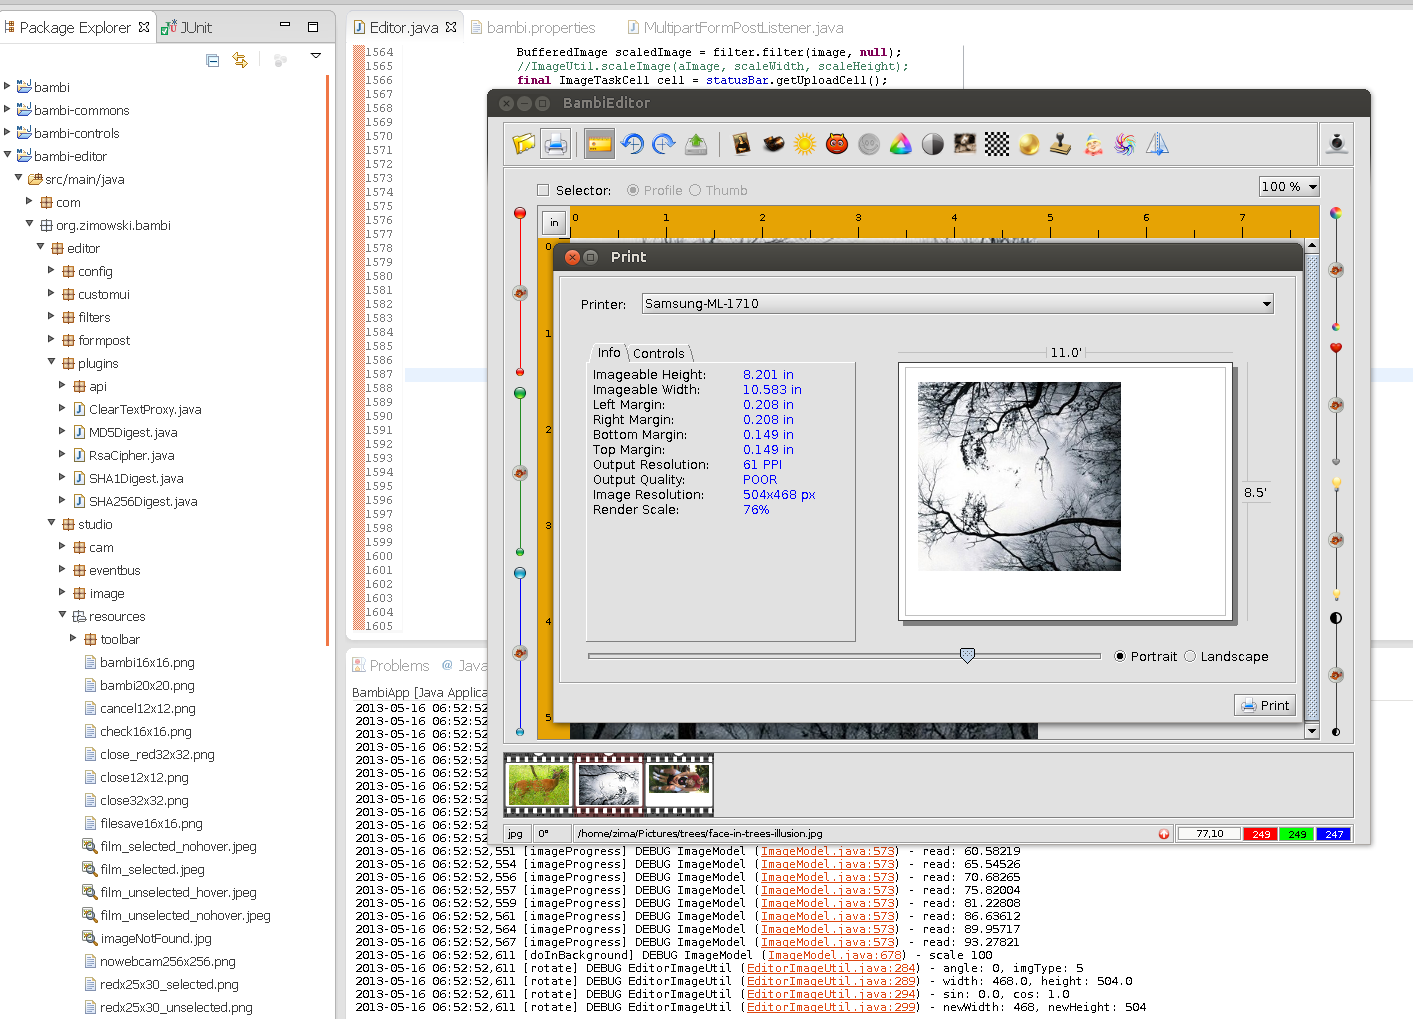 Package Explorer
JUnit
bambi
bambi-commons
bambi-controls
bambi-editor
src/main/java
com
org.zimowski.bambi
editor
config
customui
filters
formpost
plugins
api
ClearTextProxy.java
MD5Digest.java
RsaCipher.java
SHA1Digest.java
SHA256Digest.java
studio
cam
eventbus
image
resources
toolbar
bambi16x16.png
bambi20x20.png
cancel12x12.png
check16x16.png
close_red32x32.png
close12x12.png
close32x32.png
filesave16x16.png
film_selected_nohover.jpeg
film_selected.jpeg
film_unselected_hover.jpeg
film_unselected_nohover.jpeg
imageNotFound.jpg
nowebcam256x256.png
redx25x30_selected.png
redx25x30_unselected.png
Editor.java
bambi.properties
MultipartFormPostListener.java
1564 BufferedImage scaledImage = filter.filter(image, null);
1565 //ImageUtil.scaleImage(aImage, scaleWidth, scaleHeight);
1566 final ImageTaskCell cell = statusBar.getUploadCell();
1567
1568
1569
1570
1571
1572
1573
1574
1575
1576
1577
1578
1579
1580
1581
1582
1583
1584
1585
1586
1587
1588
1589
1590
1591
1592
1593
1594
1595
1596
1597
1598
1599
1600
1601
1602
1603
1604
1605
BambiEditor
Selector: Profile Thumb
100 %
in
0 1 2 3 4 5 6 7
0
1
2
3
4
5
Print
Printer: Samsung-ML-1710
Info Controls
Imageable Height: 8.201 in
Imageable Width: 10.583 in
Left Margin: 0.208 in
Right Margin: 0.208 in
Bottom Margin: 0.149 in
Top Margin: 0.149 in
Output Resolution: 61 PPI
Output Quality: POOR
Image Resolution: 504x468 px
Render Scale: 76%
11.0'
8.5'
Portrait Landscape
Print
jpg 0° /home/zima/Pictures/trees/face-in-trees-illusion.jpg 77,10 249 249 247
Problems @ Java
BambiApp [Java Applica
2013-05-16 06:52:52
2013-05-16 06:52:52
2013-05-16 06:52:52
2013-05-16 06:52:52
2013-05-16 06:52:52
2013-05-16 06:52:52
2013-05-16 06:52:52
2013-05-16 06:52:52
2013-05-16 06:52:52
2013-05-16 06:52:52
2013-05-16 06:52:52
2013-05-16 06:52:52,551 [imageProgress] DEBUG ImageModel (ImageModel.java:573) - read: 60.58219
2013-05-16 06:52:52,554 [imageProgress] DEBUG ImageModel (ImageModel.java:573) - read: 65.54526
2013-05-16 06:52:52,556 [imageProgress] DEBUG ImageModel (ImageModel.java:573) - read: 70.68265
2013-05-16 06:52:52,557 [imageProgress] DEBUG ImageModel (ImageModel.java:573) - read: 75.82004
2013-05-16 06:52:52,559 [imageProgress] DEBUG ImageModel (ImageModel.java:573) - read: 81.22808
2013-05-16 06:52:52,561 [imageProgress] DEBUG ImageModel (ImageModel.java:573) - read: 86.63612
2013-05-16 06:52:52,564 [imageProgress] DEBUG ImageModel (ImageModel.java:573) - read: 89.95717
2013-05-16 06:52:52,567 [imageProgress] DEBUG ImageModel (ImageModel.java:573) - read: 93.27821
2013-05-16 06:52:52,611 [doInBackground] DEBUG ImageModel (ImageModel.java:678) - scale 100
2013-05-16 06:52:52,611 [rotate] DEBUG EditorImageUtil (EditorImageUtil.java:284) - angle: 0, imgType: 5
2013-05-16 06:52:52,611 [rotate] DEBUG EditorImageUtil (EditorImageUtil.java:289) - width: 468.0, height: 504.0
2013-05-16 06:52:52,611 [rotate] DEBUG EditorImageUtil (EditorImageUtil.java:294) - sin: 0.0, cos: 1.0
2013-05-16 06:52:52,611 [rotate] DEBUG EditorImageUtil (EditorImageUtil.java:299) - newWidth: 468, newHeight: 504